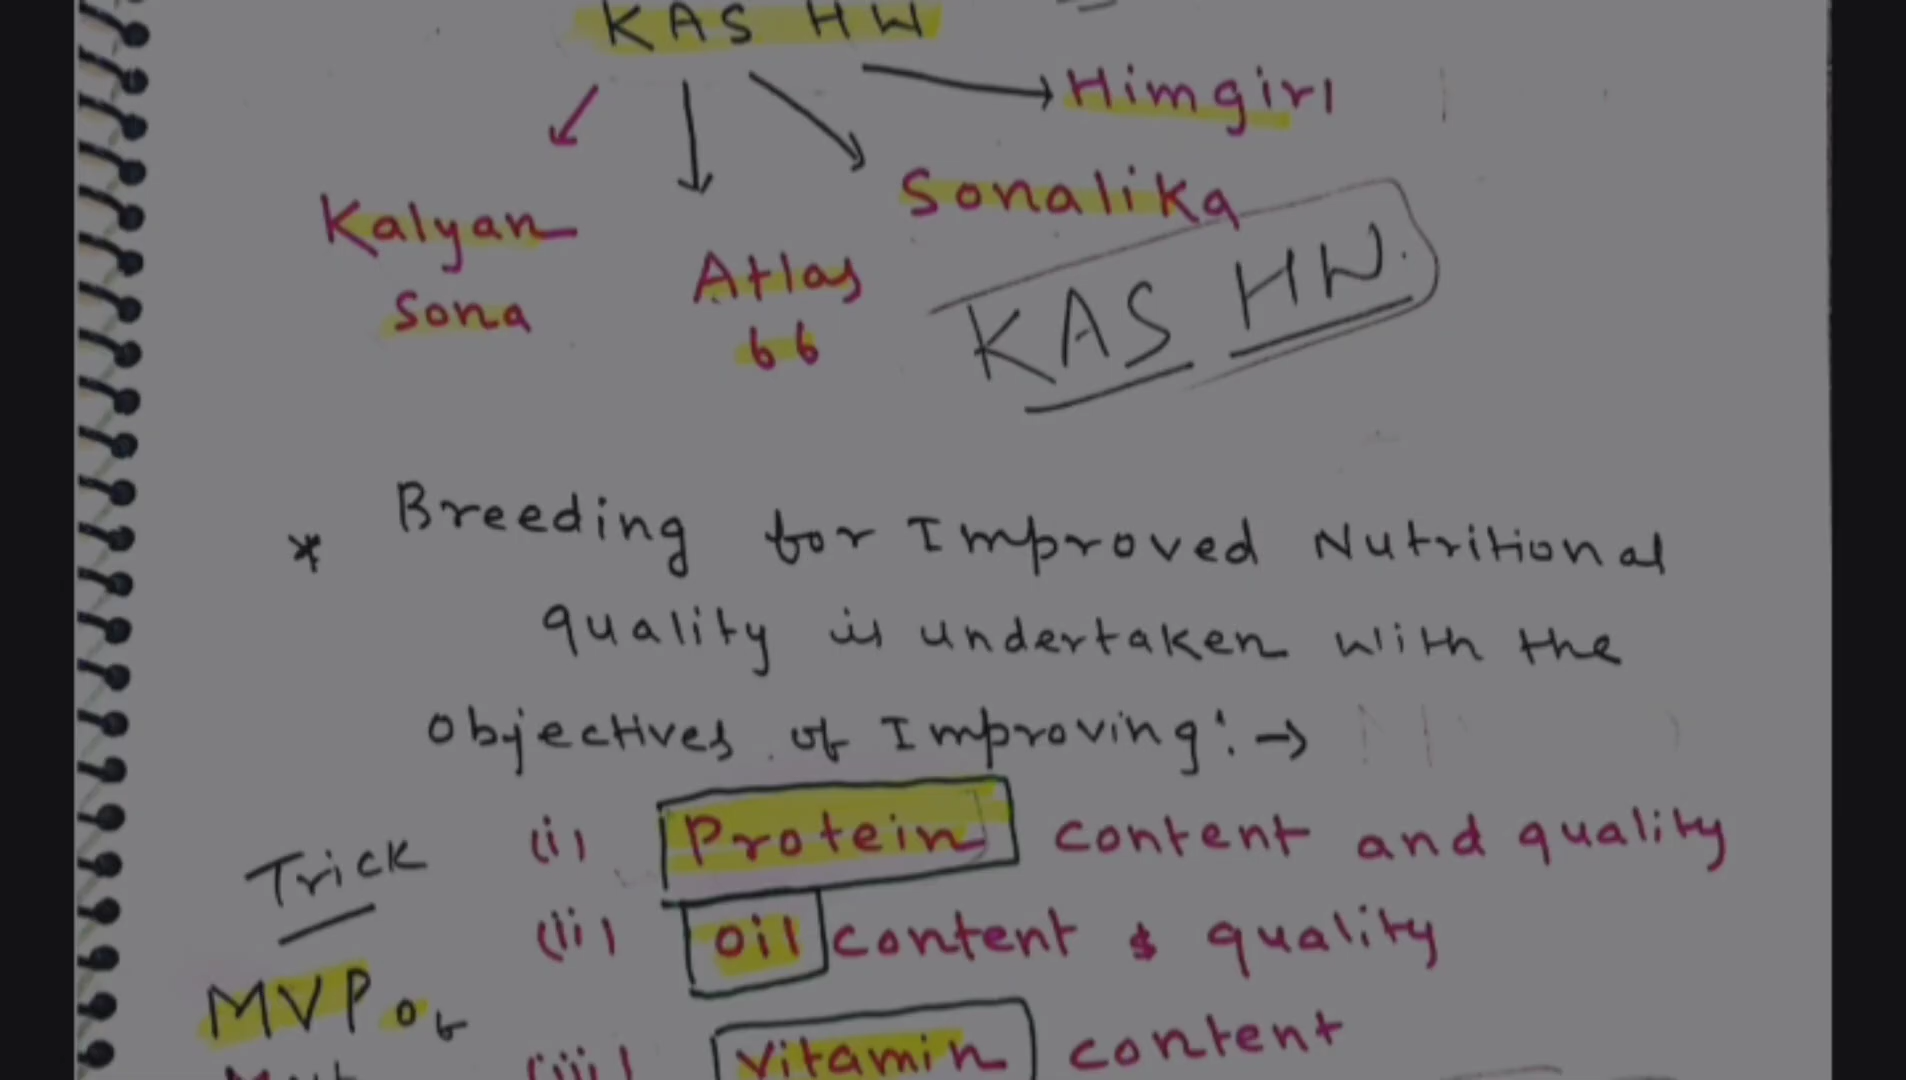 KAS HW
Himgiri
Sonalika
Kalyan
Sona
Atlas
66
KAS HW.
* Breeding for Improved Nutritional
quality is undertaken with the
objectives of Improving:→
(i) Protein content and quality
Trick
(ii) oil content & quality
MVP of
(iii) Vitamin content